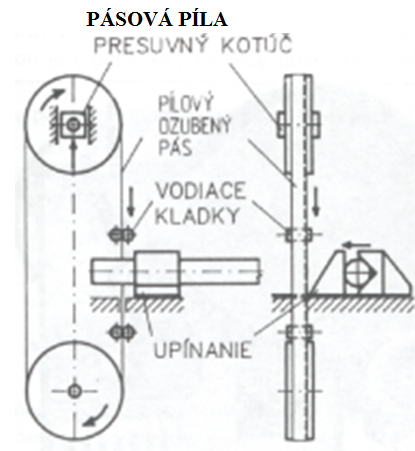 PÁSOVÁ PÍLA
PRESUVNÝ KOTÚČ
PÍLOVÝ
OZUBENÝ
PÁS
VODIACE
KLADKY
UPÍNANIE